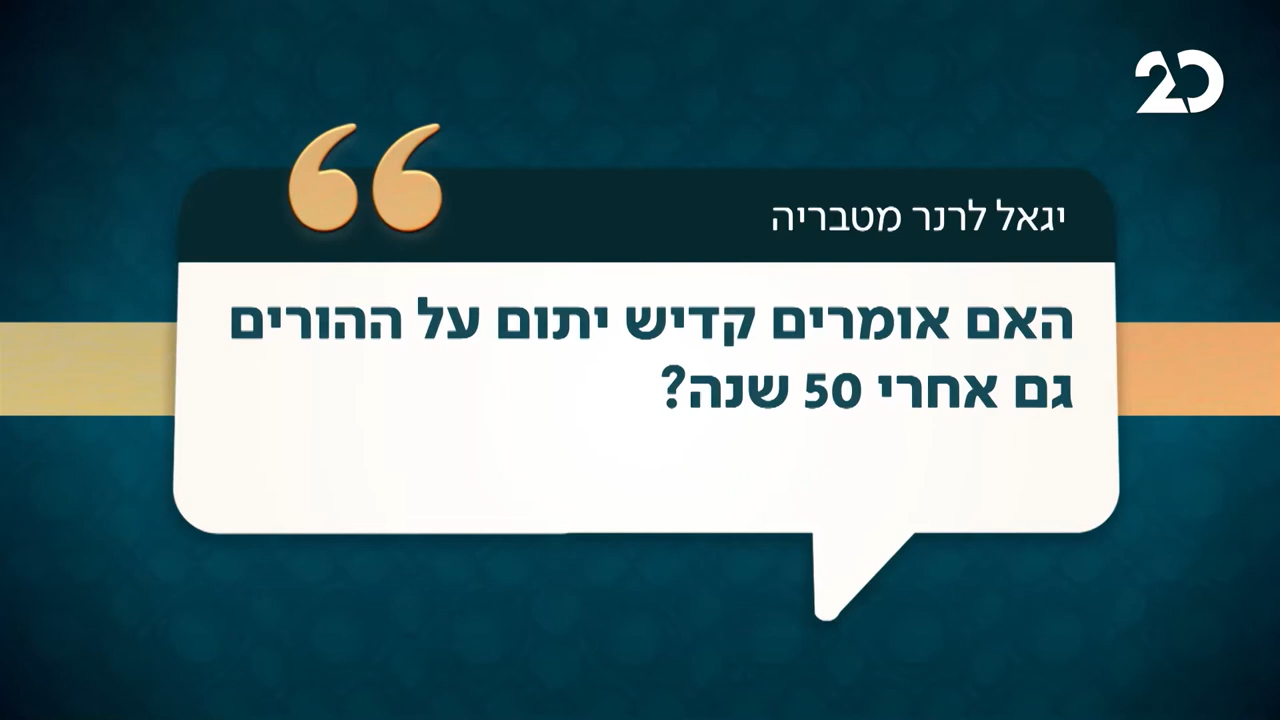 20
יגאל לרנר מטבריה
האם אומרים קדיש יתום על ההורים
גם אחרי 50 שנה?